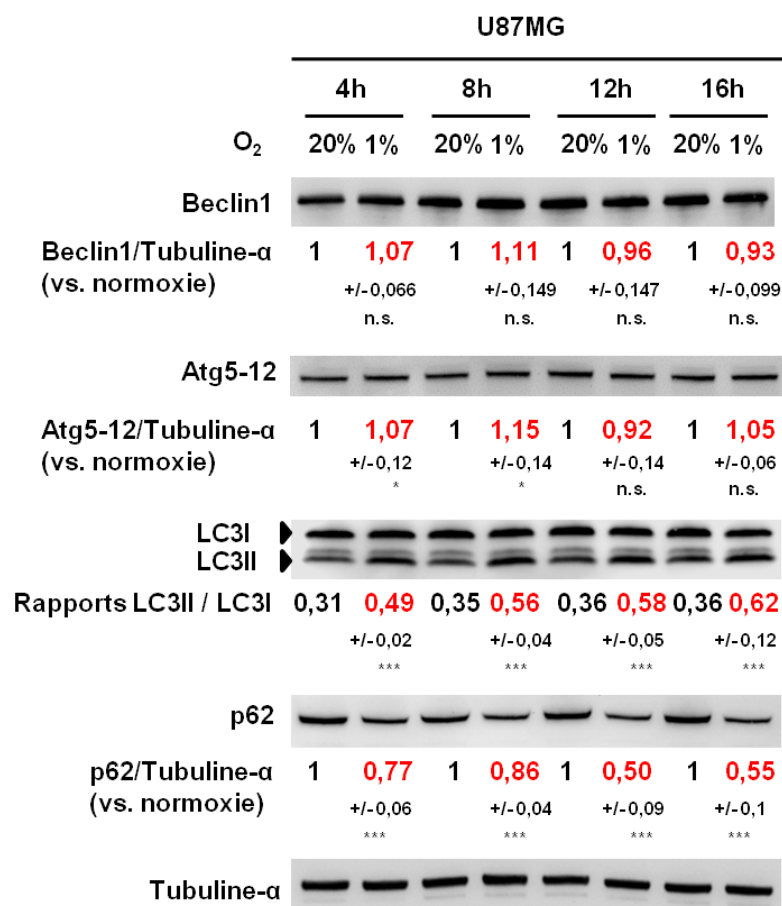 U87MG
4h 8h 12h 16h
O₂ 20% 1% 20% 1% 20% 1% 20% 1%
Beclin1
Beclin1/Tubuline-α 1 1,07 1 1,11 1 0,96 1 0,93
(vs. normoxie) +/-0,066 +/-0,149 +/-0,147 +/-0,099
n.s. n.s. n.s. n.s.
Atg5-12
Atg5-12/Tubuline-α 1 1,07 1 1,15 1 0,92 1 1,05
(vs. normoxie) +/-0,12 +/-0,14 +/-0,14 +/-0,06
* * n.s. n.s.
LC3I
LC3II
Rapports LC3II / LC3I 0,31 0,49 0,35 0,56 0,36 0,58 0,36 0,62
+/-0,02 +/-0,04 +/-0,05 +/-0,12
*** *** *** ***
p62
p62/Tubuline-α 1 0,77 1 0,86 1 0,50 1 0,55
(vs. normoxie) +/-0,06 +/-0,04 +/-0,09 +/-0,1
*** *** *** ***
Tubuline-α